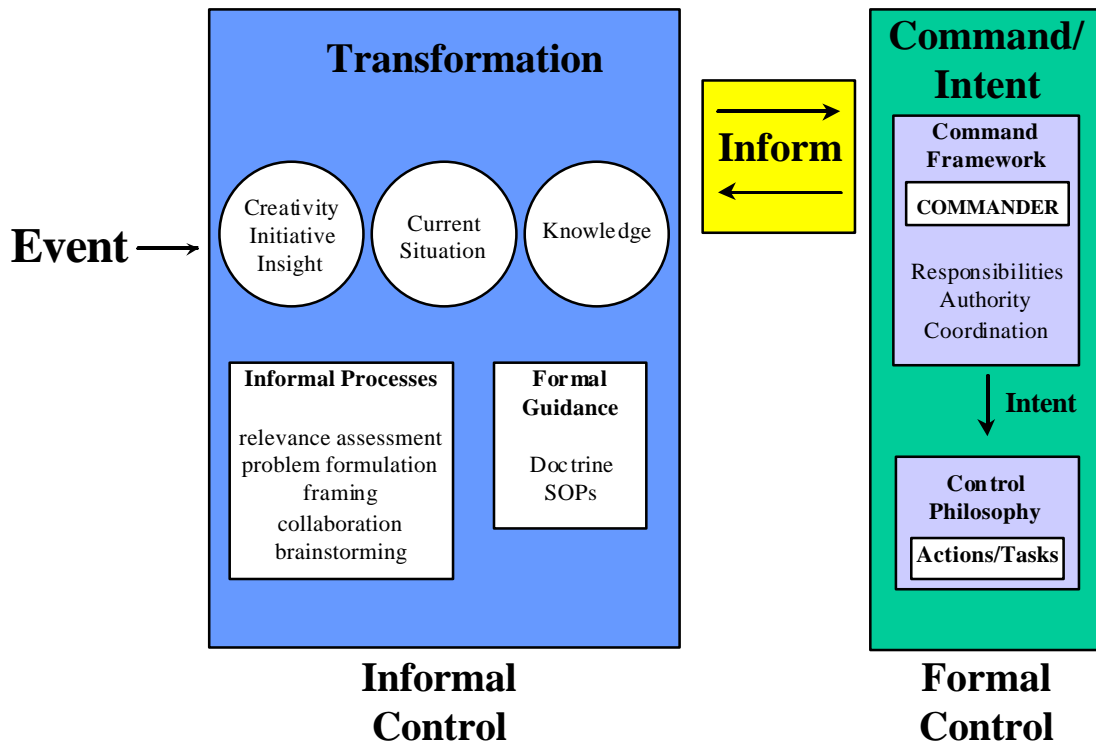 Event
Transformation
Creativity
Initiative
Insight
Current
Situation
Knowledge
Informal Processes
relevance assessment
problem formulation
framing
collaboration
brainstorming
Formal
Guidance
Doctrine
SOPs
Informal
Control
Inform
Command/
Intent
Command
Framework
COMMANDER
Responsibilities
Authority
Coordination
Intent
Control
Philosophy
Actions/Tasks
Formal
Control